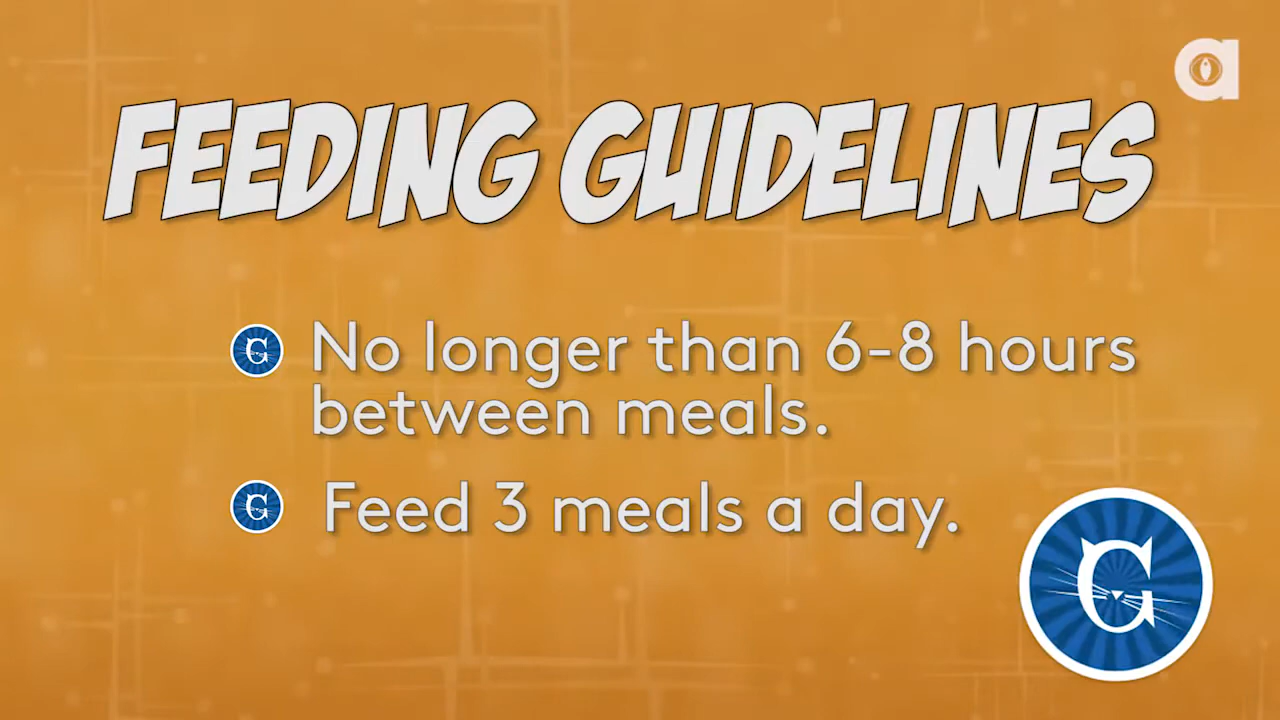 a
FEEDING GUIDELINES
G No longer than 6-8 hours
between meals.
G Feed 3 meals a day.
G